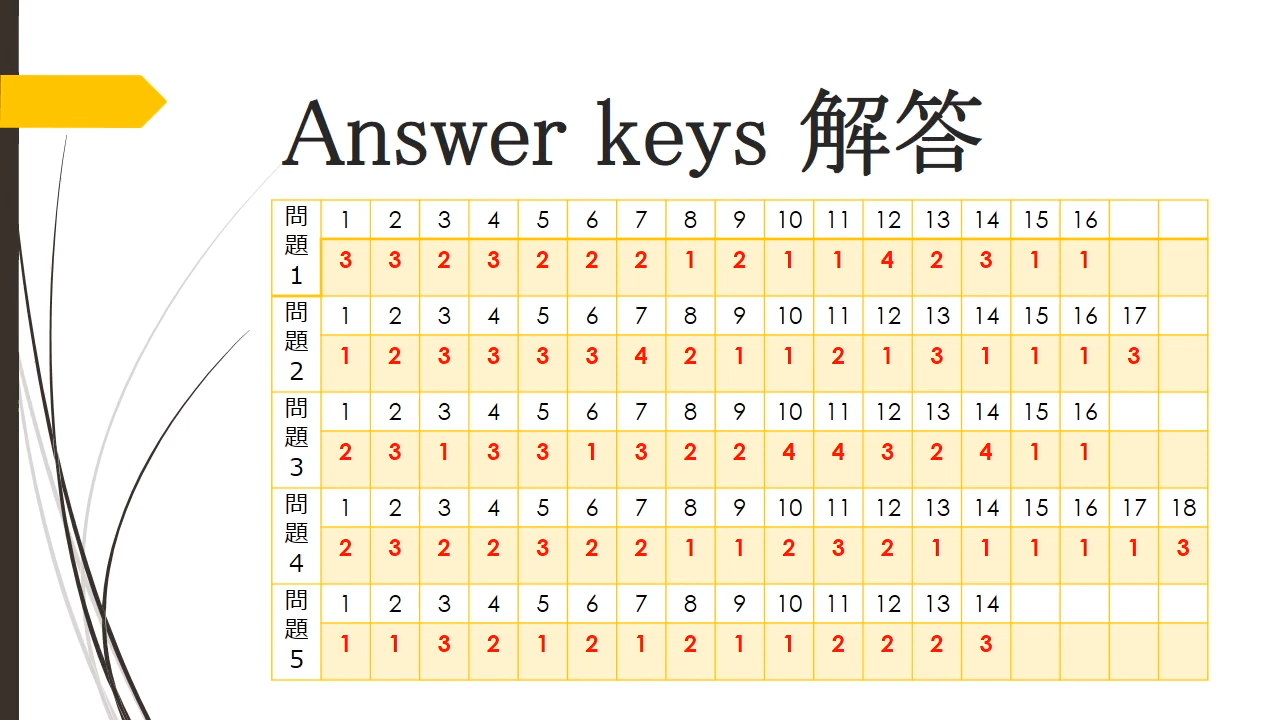 Answer keys 解答
問題1 1 2 3 4 5 6 7 8 9 10 11 12 13 14 15 16
3 3 2 3 2 2 2 1 2 1 1 4 2 3 1 1
問題2 1 2 3 4 5 6 7 8 9 10 11 12 13 14 15 16 17
1 2 3 3 3 3 4 2 1 1 2 1 3 1 1 1 3
問題3 1 2 3 4 5 6 7 8 9 10 11 12 13 14 15 16
2 3 1 3 3 1 3 2 2 4 4 3 2 4 1 1
問題4 1 2 3 4 5 6 7 8 9 10 11 12 13 14 15 16 17 18
2 3 2 2 3 2 2 1 1 2 3 2 1 1 1 1 1 3
問題5 1 2 3 4 5 6 7 8 9 10 11 12 13 14
1 1 3 2 1 2 1 2 1 1 2 2 2 3